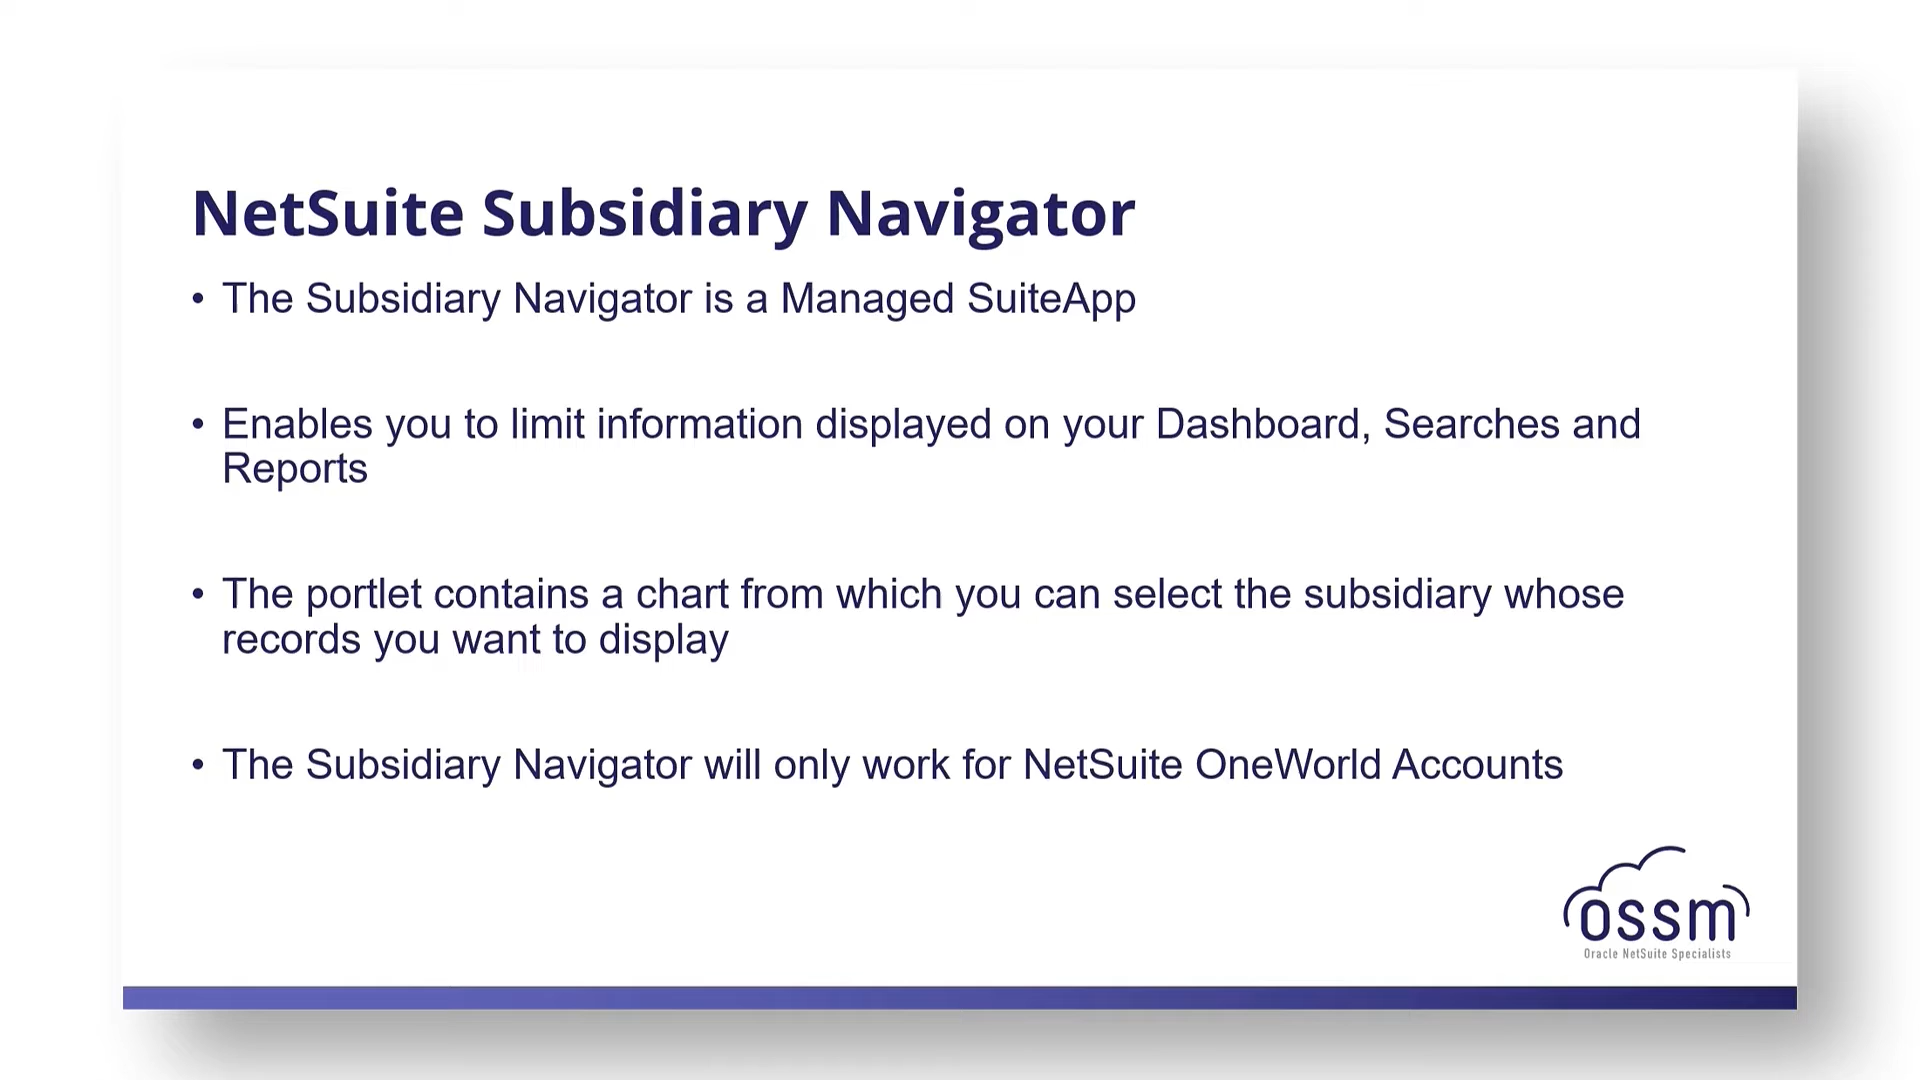 NetSuite Subsidiary Navigator
• The Subsidiary Navigator is a Managed SuiteApp
• Enables you to limit information displayed on your Dashboard, Searches and
Reports
• The portlet contains a chart from which you can select the subsidiary whose
records you want to display
• The Subsidiary Navigator will only work for NetSuite OneWorld Accounts
ossm
Oracle NetSuite Specialists